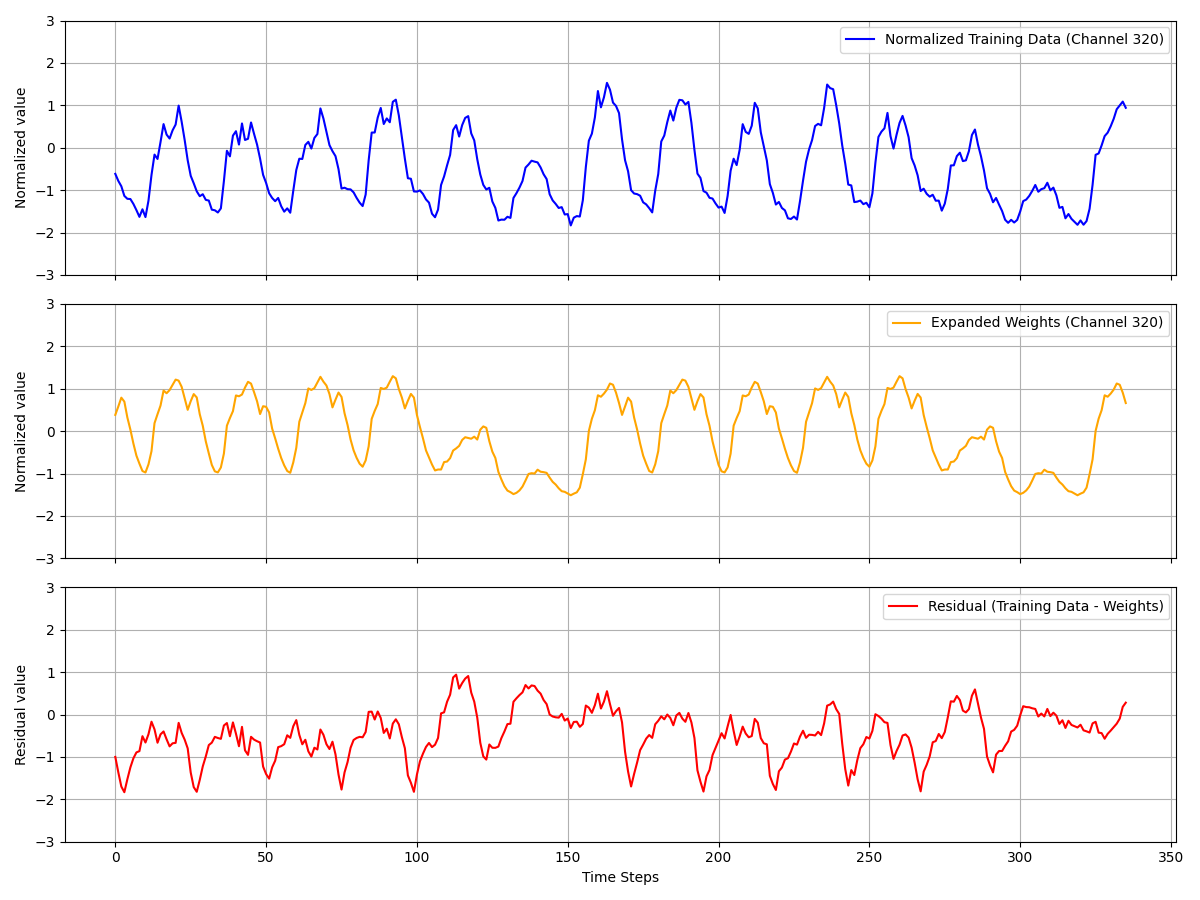 Normalized Training Data (Channel 320)
Normalized value
3
2
1
0
−1
−2
−3
Expanded Weights (Channel 320)
Normalized value
3
2
1
0
−1
−2
−3
Residual (Training Data - Weights)
Residual value
3
2
1
0
−1
−2
−3
0 50 100 150 200 250 300 350
Time Steps